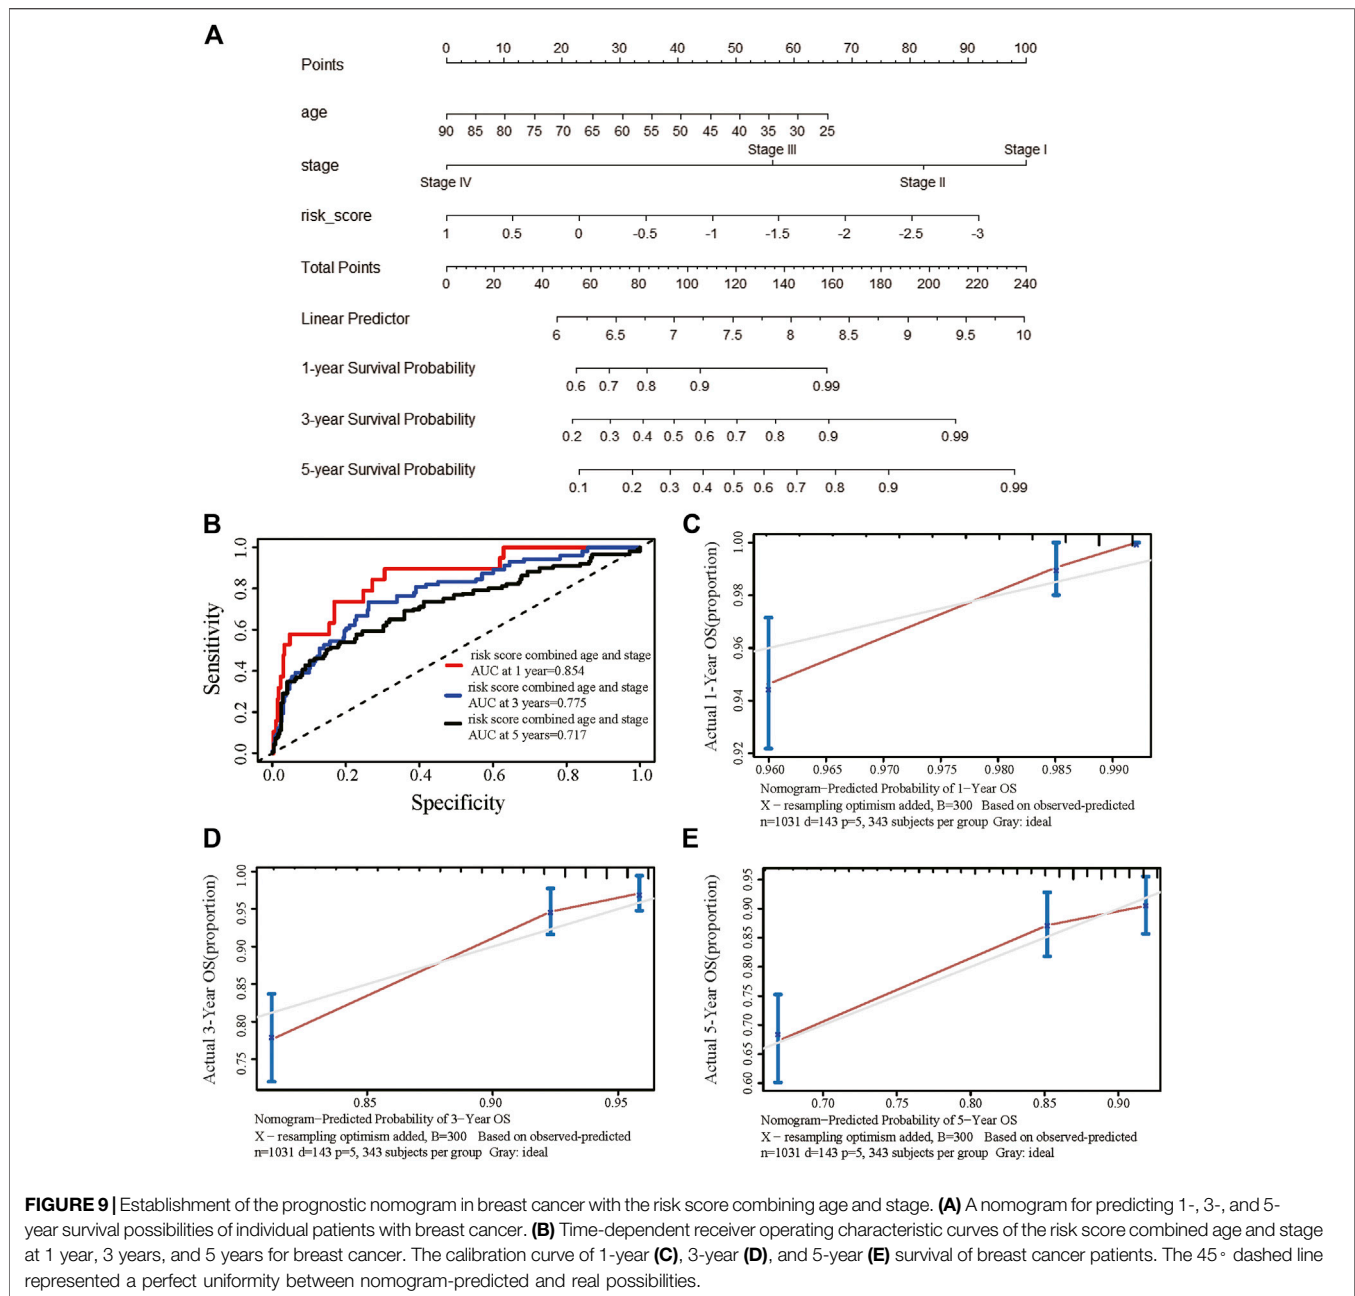 A
0 10 20 30 40 50 60 70 80 90 100
Points
age
90 85 80 75 70 65 60 55 50 45 40 35 30 25
Stage III Stage I
stage
Stage IV Stage II
risk_score
1 0.5 0 -0.5 -1 -1.5 -2 -2.5 -3
Total Points
0 20 40 60 80 100 120 140 160 180 200 220 240
Linear Predictor
6 6.5 7 7.5 8 8.5 9 9.5 10
1-year Survival Probability
0.6 0.7 0.8 0.9 0.99
3-year Survival Probability
0.2 0.3 0.4 0.5 0.6 0.7 0.8 0.9 0.99
5-year Survival Probability
0.1 0.2 0.3 0.4 0.5 0.6 0.7 0.8 0.9 0.99
B
Sensitivity
1.0
0.8
0.6
0.4
0.2
0.0
risk score combined age and stage
AUC at 1 year=0.854
risk score combined age and stage
AUC at 3 years=0.775
risk score combined age and stage
AUC at 5 years=0.717
0.0 0.2 0.4 0.6 0.8 1.0
Specificity
C
Actual 1-Year OS(proportion)
1.00
0.98
0.96
0.94
0.92
0.960 0.965 0.970 0.975 0.980 0.985 0.990
Nomogram−Predicted Probability of 1−Year OS
X − resampling optimism added, B=300 Based on observed-predicted
n=1031 d=143 p=5, 343 subjects per group Gray: ideal
D
Actual 3-Year OS(proportion)
1.00
0.95
0.90
0.85
0.80
0.75
0.85 0.90 0.95
Nomogram−Predicted Probability of 3−Year OS
X − resampling optimism added, B=300 Based on observed-predicted
n=1031 d=143 p=5, 343 subjects per group Gray: ideal
E
Actual 5-Year OS(proportion)
0.95
0.90
0.85
0.80
0.75
0.70
0.65
0.60
0.70 0.75 0.80 0.85 0.90
Nomogram−Predicted Probability of 5−Year OS
X − resampling optimism added, B=300 Based on observed-predicted
n=1031 d=143 p=5, 343 subjects per group Gray: ideal
FIGURE 9 | Establishment of the prognostic nomogram in breast cancer with the risk score combining age and stage. (A) A nomogram for predicting 1-, 3-, and 5-
year survival possibilities of individual patients with breast cancer. (B) Time-dependent receiver operating characteristic curves of the risk score combined age and stage
at 1 year, 3 years, and 5 years for breast cancer. The calibration curve of 1-year (C), 3-year (D), and 5-year (E) survival of breast cancer patients. The 45° dashed line
represented a perfect uniformity between nomogram-predicted and real possibilities.